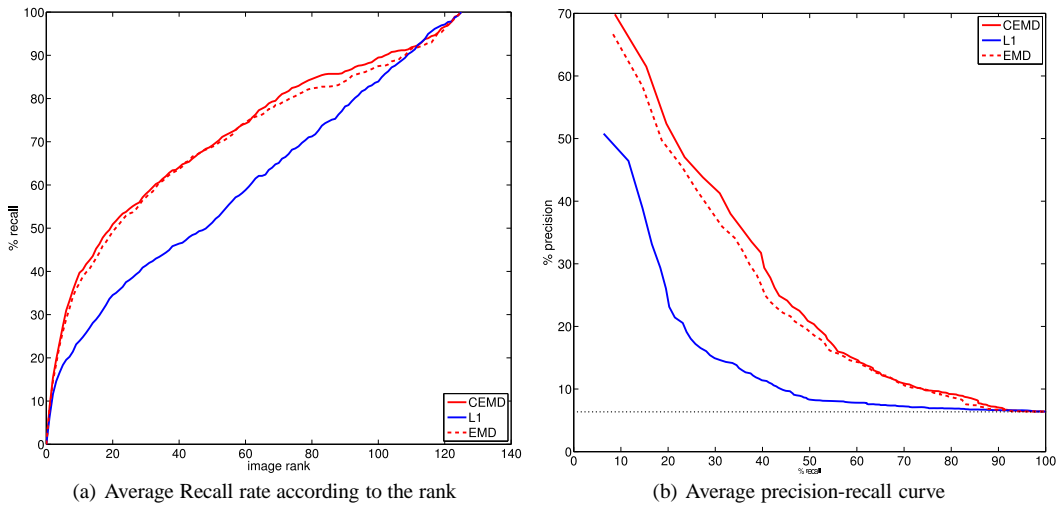 100
90
80
70
60
50
40
30
20
10
0
% recall
0 20 40 60 80 100 120 140
image rank
CEMD
L1
EMD
(a) Average Recall rate according to the rank
70
60
50
40
30
20
10
0
% precision
0 10 20 30 40 50 60 70 80 90 100
% recall
CEMD
L1
EMD
(b) Average precision-recall curve